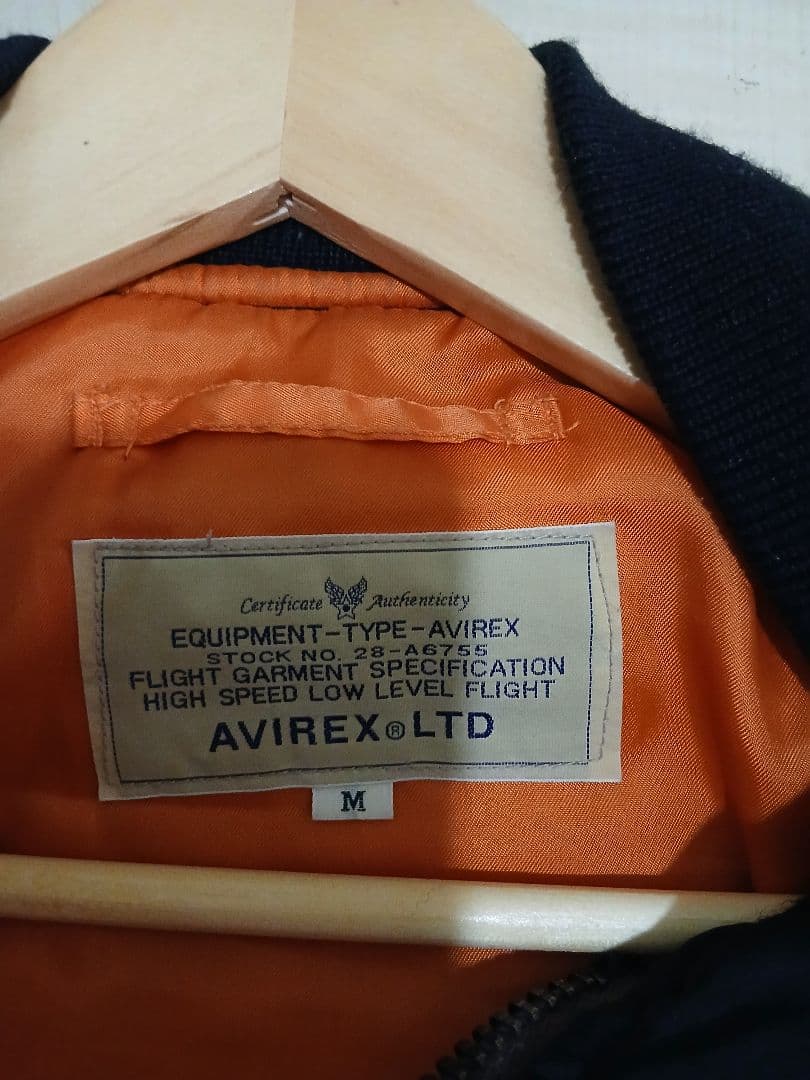 Certificate Authenticity
EQUIPMENT-TYPE-AVIREX
STOCK NO. 28-A6755
FLIGHT GARMENT SPECIFICATION
HIGH SPEED LOW LEVEL FLIGHT
AVIREX® LTD
M